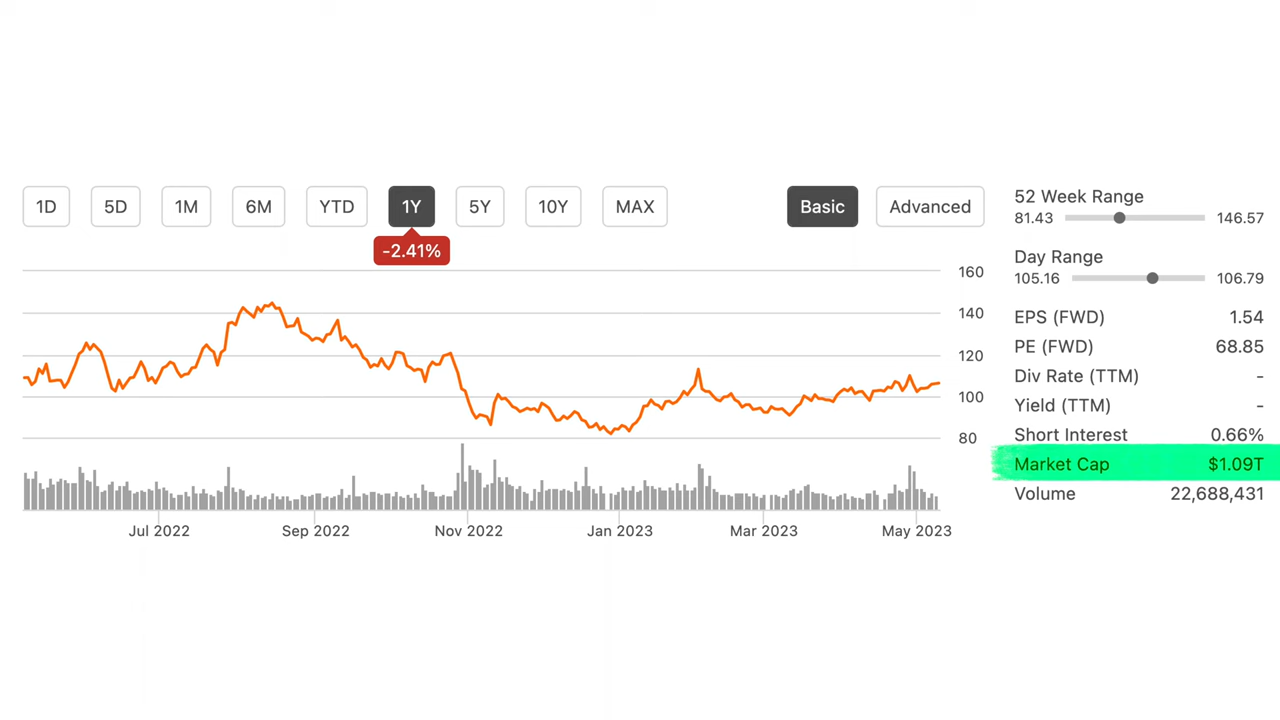 1D 5D 1M 6M YTD 1Y 5Y 10Y MAX Basic Advanced
-2.41%
160
140
120
100
80
Jul 2022 Sep 2022 Nov 2022 Jan 2023 Mar 2023 May 2023
52 Week Range
81.43 146.57
Day Range
105.16 106.79
EPS (FWD) 1.54
PE (FWD) 68.85
Div Rate (TTM) -
Yield (TTM) -
Short Interest 0.66%
Market Cap $1.09T
Volume 22,688,431